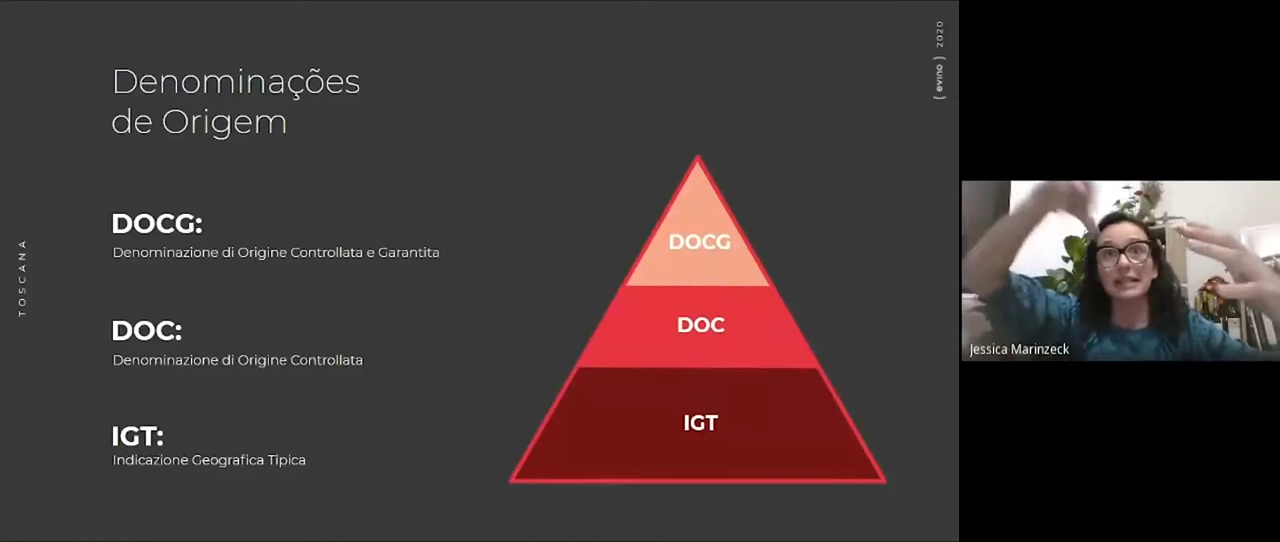 Denominações
de Origem
DOCG:
Denominazione di Origine Controllata e Garantita
DOC:
Denominazione di Origine Controllata
IGT:
Indicazione Geografica Tipica
DOCG
DOC
IGT
TOSCANA
( evino ) 2020
Jessica Marinzeck